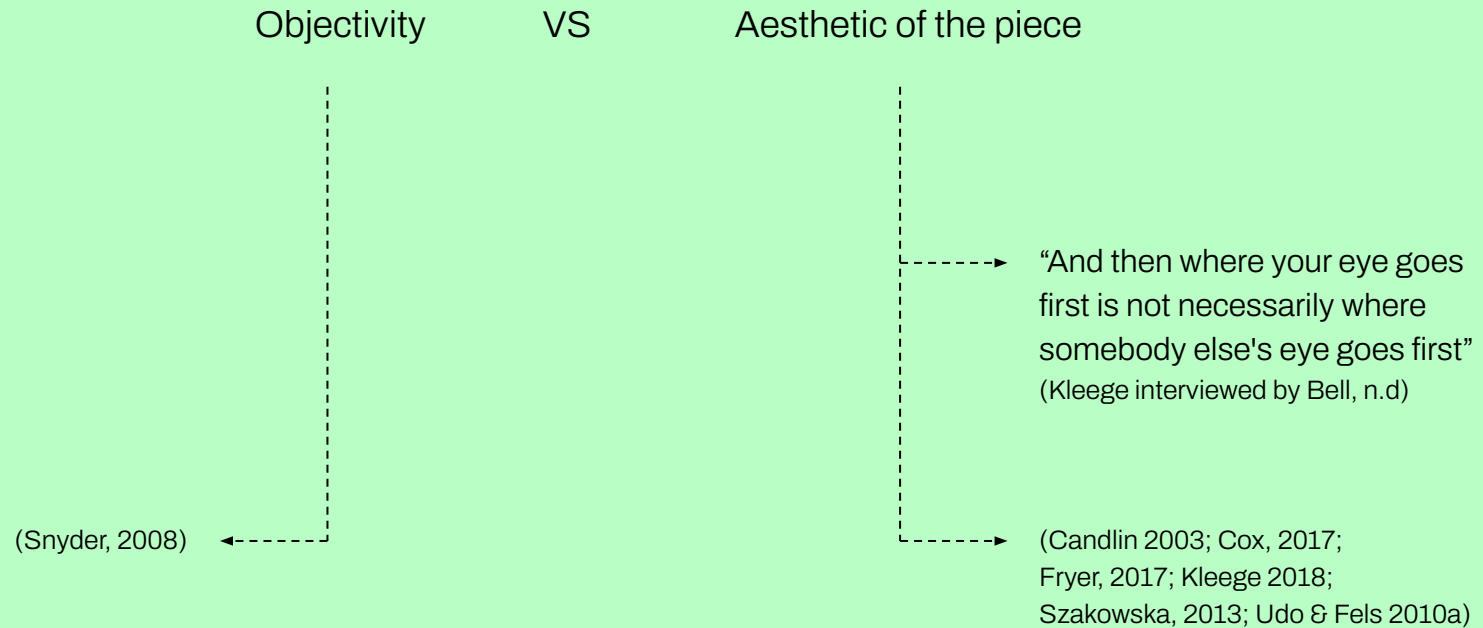 Objectivity VS Aesthetic of the piece
“And then where your eye goes
first is not necessarily where
somebody else's eye goes first”
(Kleege interviewed by Bell, n.d)
(Snyder, 2008)
(Candlin 2003; Cox, 2017;
Fryer, 2017; Kleege 2018;
Szakowska, 2013; Udo & Fels 2010a)